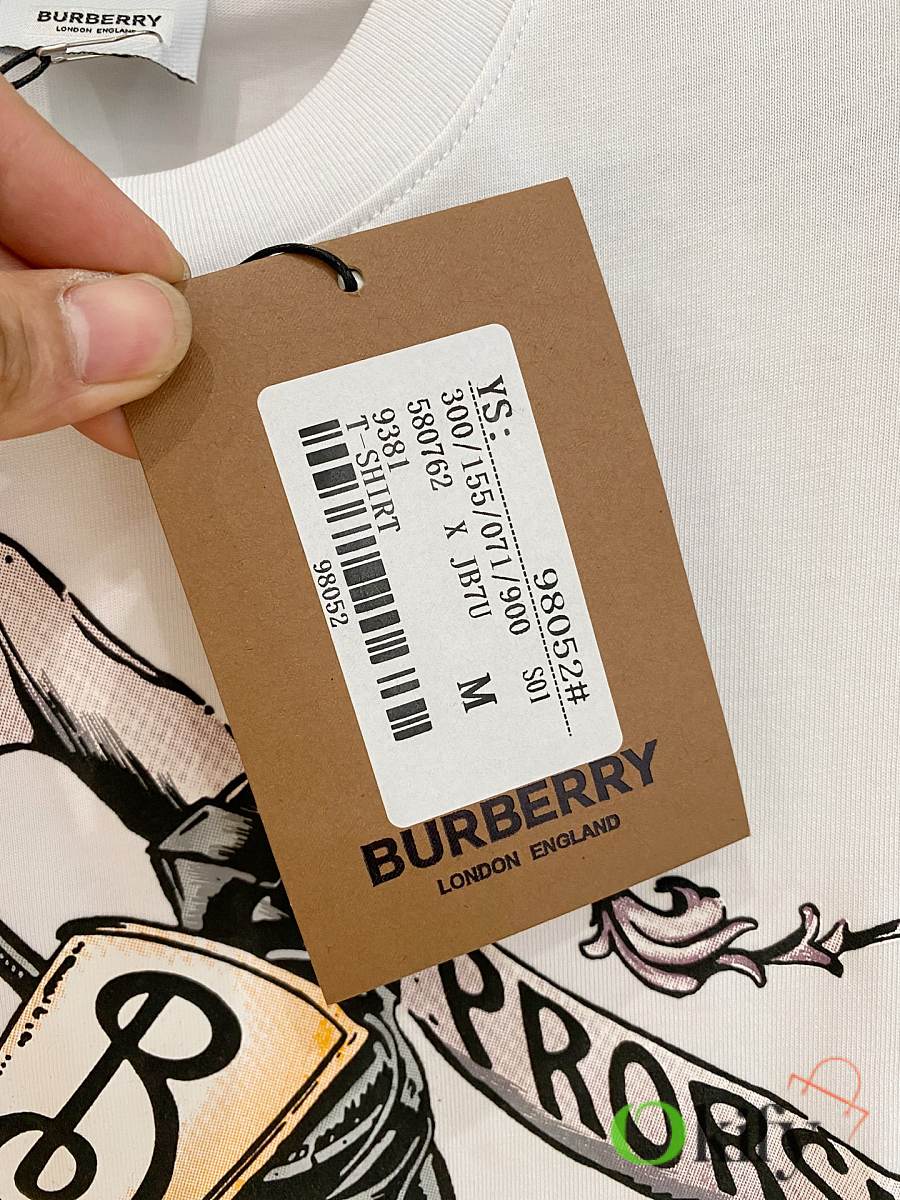 BURBERRY
LONDON ENGLAND
YS: 98052#
300/155/071/900 S01
580762 X JB7U M
9381
T-SHIRT
98052
BURBERRY
LONDON ENGLAND
B
PRORS
Okify